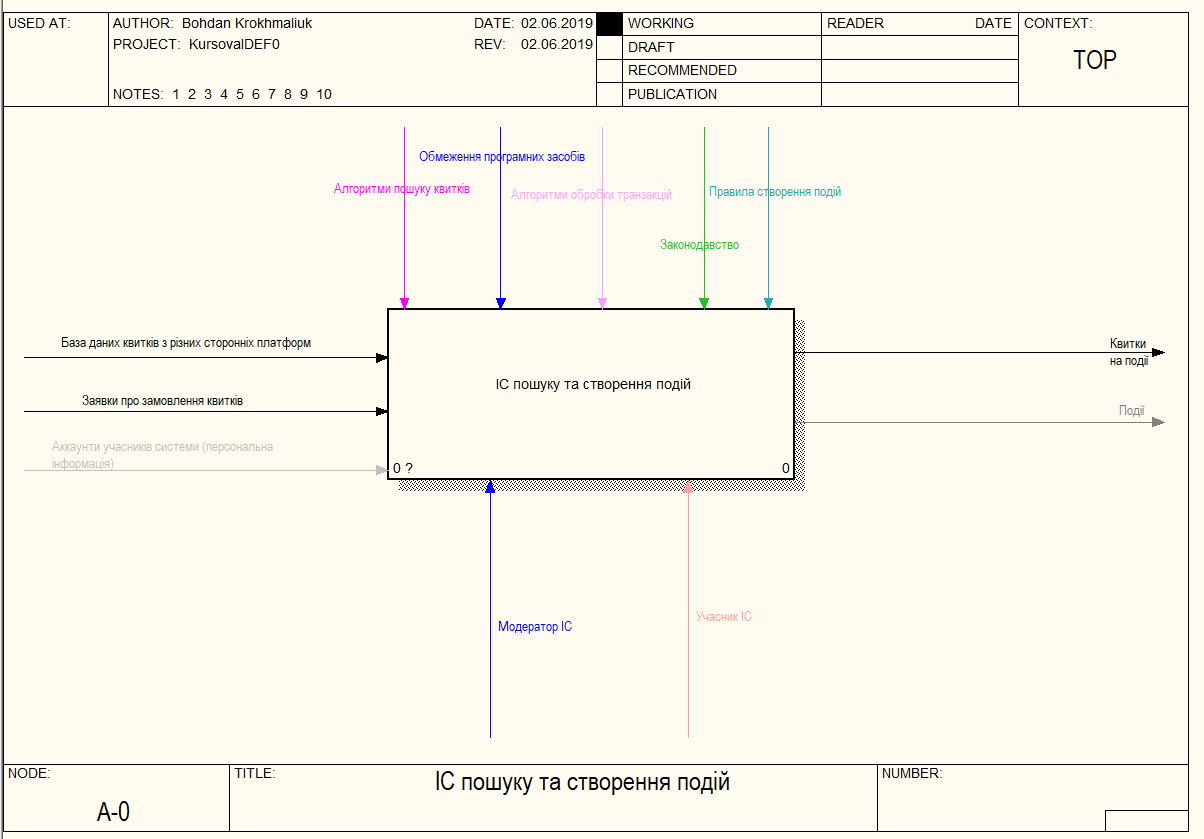 USED AT:
AUTHOR: Bohdan Krokhmaliuk
DATE: 02.06.2019
PROJECT: KursovaIDEF0
REV: 02.06.2019
NOTES: 1 2 3 4 5 6 7 8 9 10
WORKING
DRAFT
RECOMMENDED
PUBLICATION
READER
DATE
CONTEXT:
TOP
Обмеження програмних засобів
Алгоритми пошуку квитків
Алгоритми обробки транзакцій
Правила створення подій
Законодавство
База даних квитків з різних сторонніх платформ
Заявки про замовлення квитків
Аккаунти учасників системи (персональна
інформація)
ІС пошуку та створення подій
0 ?
0
Квитки
на події
Події
Модератор ІС
Учасник ІС
NODE:
A-0
TITLE:
ІС пошуку та створення подій
NUMBER: